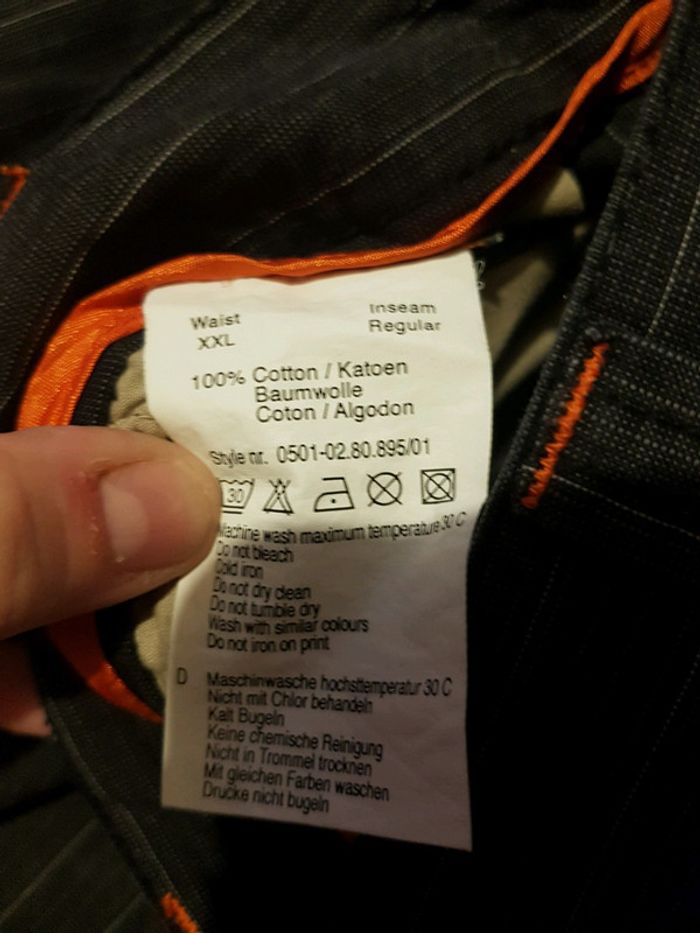 Waist
XXL
Inseam
Regular
100% Cotton / Katoen
Baumwolle
Coton / Algodon
Style nr. 0501-02.80.895/01
30
Machine wash maximum temperature 30 C
Do not bleach
Cold iron
Do not dry clean
Do not tumble dry
Wash with similar colours
Do not iron on print
D Maschinwasche hochsttemperatur 30 C
Nicht mit Chlor behandeln
Kalt Bugeln
Keine chemische Reinigung
Nicht in Trommel trocknen
Mit gleichen Farben waschen
Drucke nicht bugeln